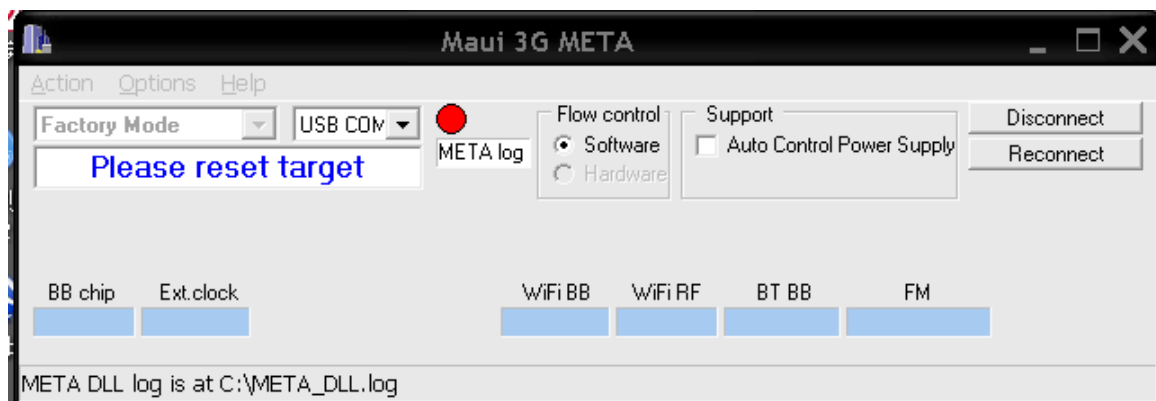 Maui 3G META
Action Options Help
Factory Mode USB COM
META log
Please reset target
Flow control
Software
Hardware
Support
Auto Control Power Supply
Disconnect
Reconnect
BB chip Ext.clock WiFi BB WiFi RF BT BB FM
META DLL log is at C:\META_DLL.log